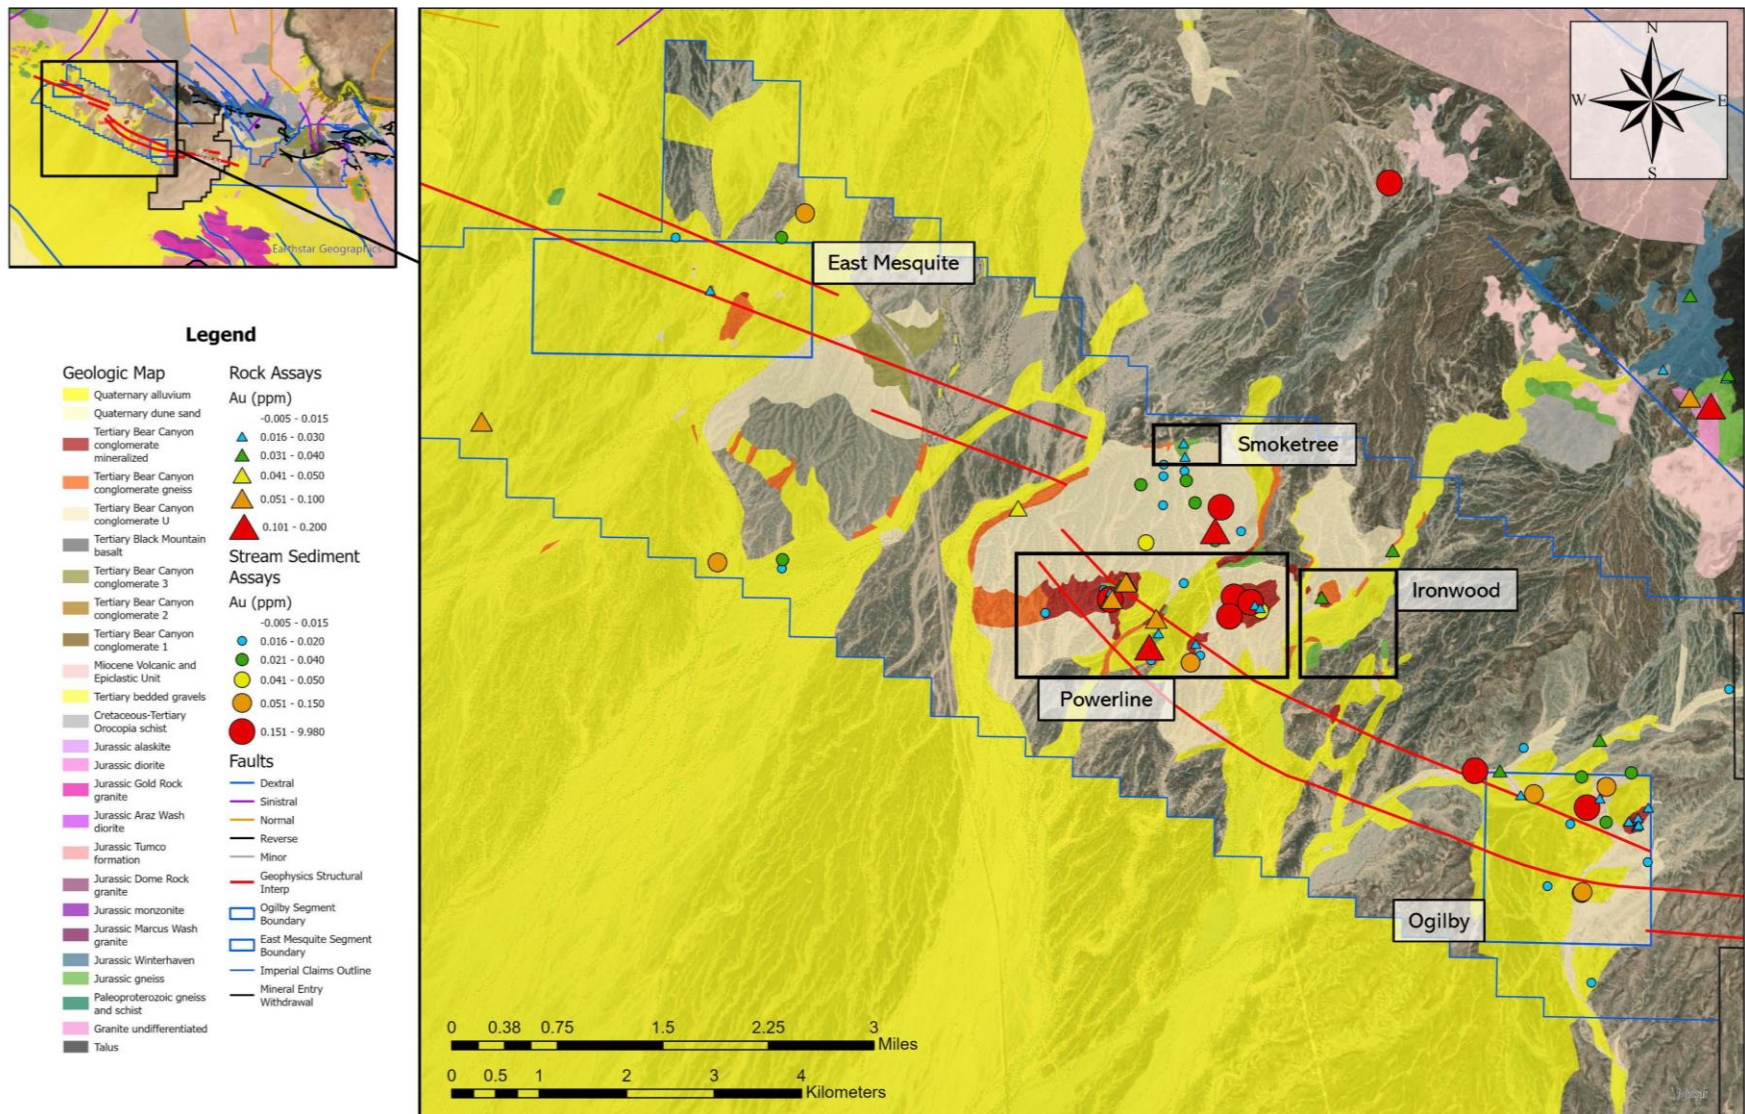 Earthstar Geographics
Legend
Geologic Map
Quaternary alluvium
Quaternary dune sand
Tertiary Bear Canyon
conglomerate
mineralized
Tertiary Bear Canyon
conglomerate gneiss
Tertiary Bear Canyon
conglomerate U
Tertiary Black Mountain
basalt
Tertiary Bear Canyon
conglomerate 3
Tertiary Bear Canyon
conglomerate 2
Tertiary Bear Canyon
conglomerate 1
Miocene Volcanic and
Epiclastic Unit
Tertiary bedded gravels
Cretaceous-Tertiary
Orocopia schist
Jurassic alaskite
Jurassic diorite
Jurassic Gold Rock
granite
Jurassic Araz Wash
diorite
Jurassic Tumco
formation
Jurassic Dome Rock
granite
Jurassic monzonite
Jurassic Marcus Wash
granite
Jurassic Winterhaven
Jurassic gneiss
Paleoproterozoic gneiss
and schist
Granite undifferentiated
Talus
Rock Assays
Au (ppm)
-0.005 - 0.015
0.016 - 0.030
0.031 - 0.040
0.041 - 0.050
0.051 - 0.100
0.101 - 0.200
Stream Sediment
Assays
Au (ppm)
-0.005 - 0.015
0.016 - 0.020
0.021 - 0.040
0.041 - 0.050
0.051 - 0.150
0.151 - 9.980
Faults
Dextral
Sinistral
Normal
Reverse
Minor
Geophysics Structural
Interp
Ogilby Segment
Boundary
East Mesquite Segment
Boundary
Imperial Claims Outline
Mineral Entry
Withdrawal
N
W E
S
East Mesquite
Smoketree
Ironwood
Powerline
Ogilby
0 0.38 0.75 1.5 2.25 3
Miles
0 0.5 1 2 3 4
Kilometers